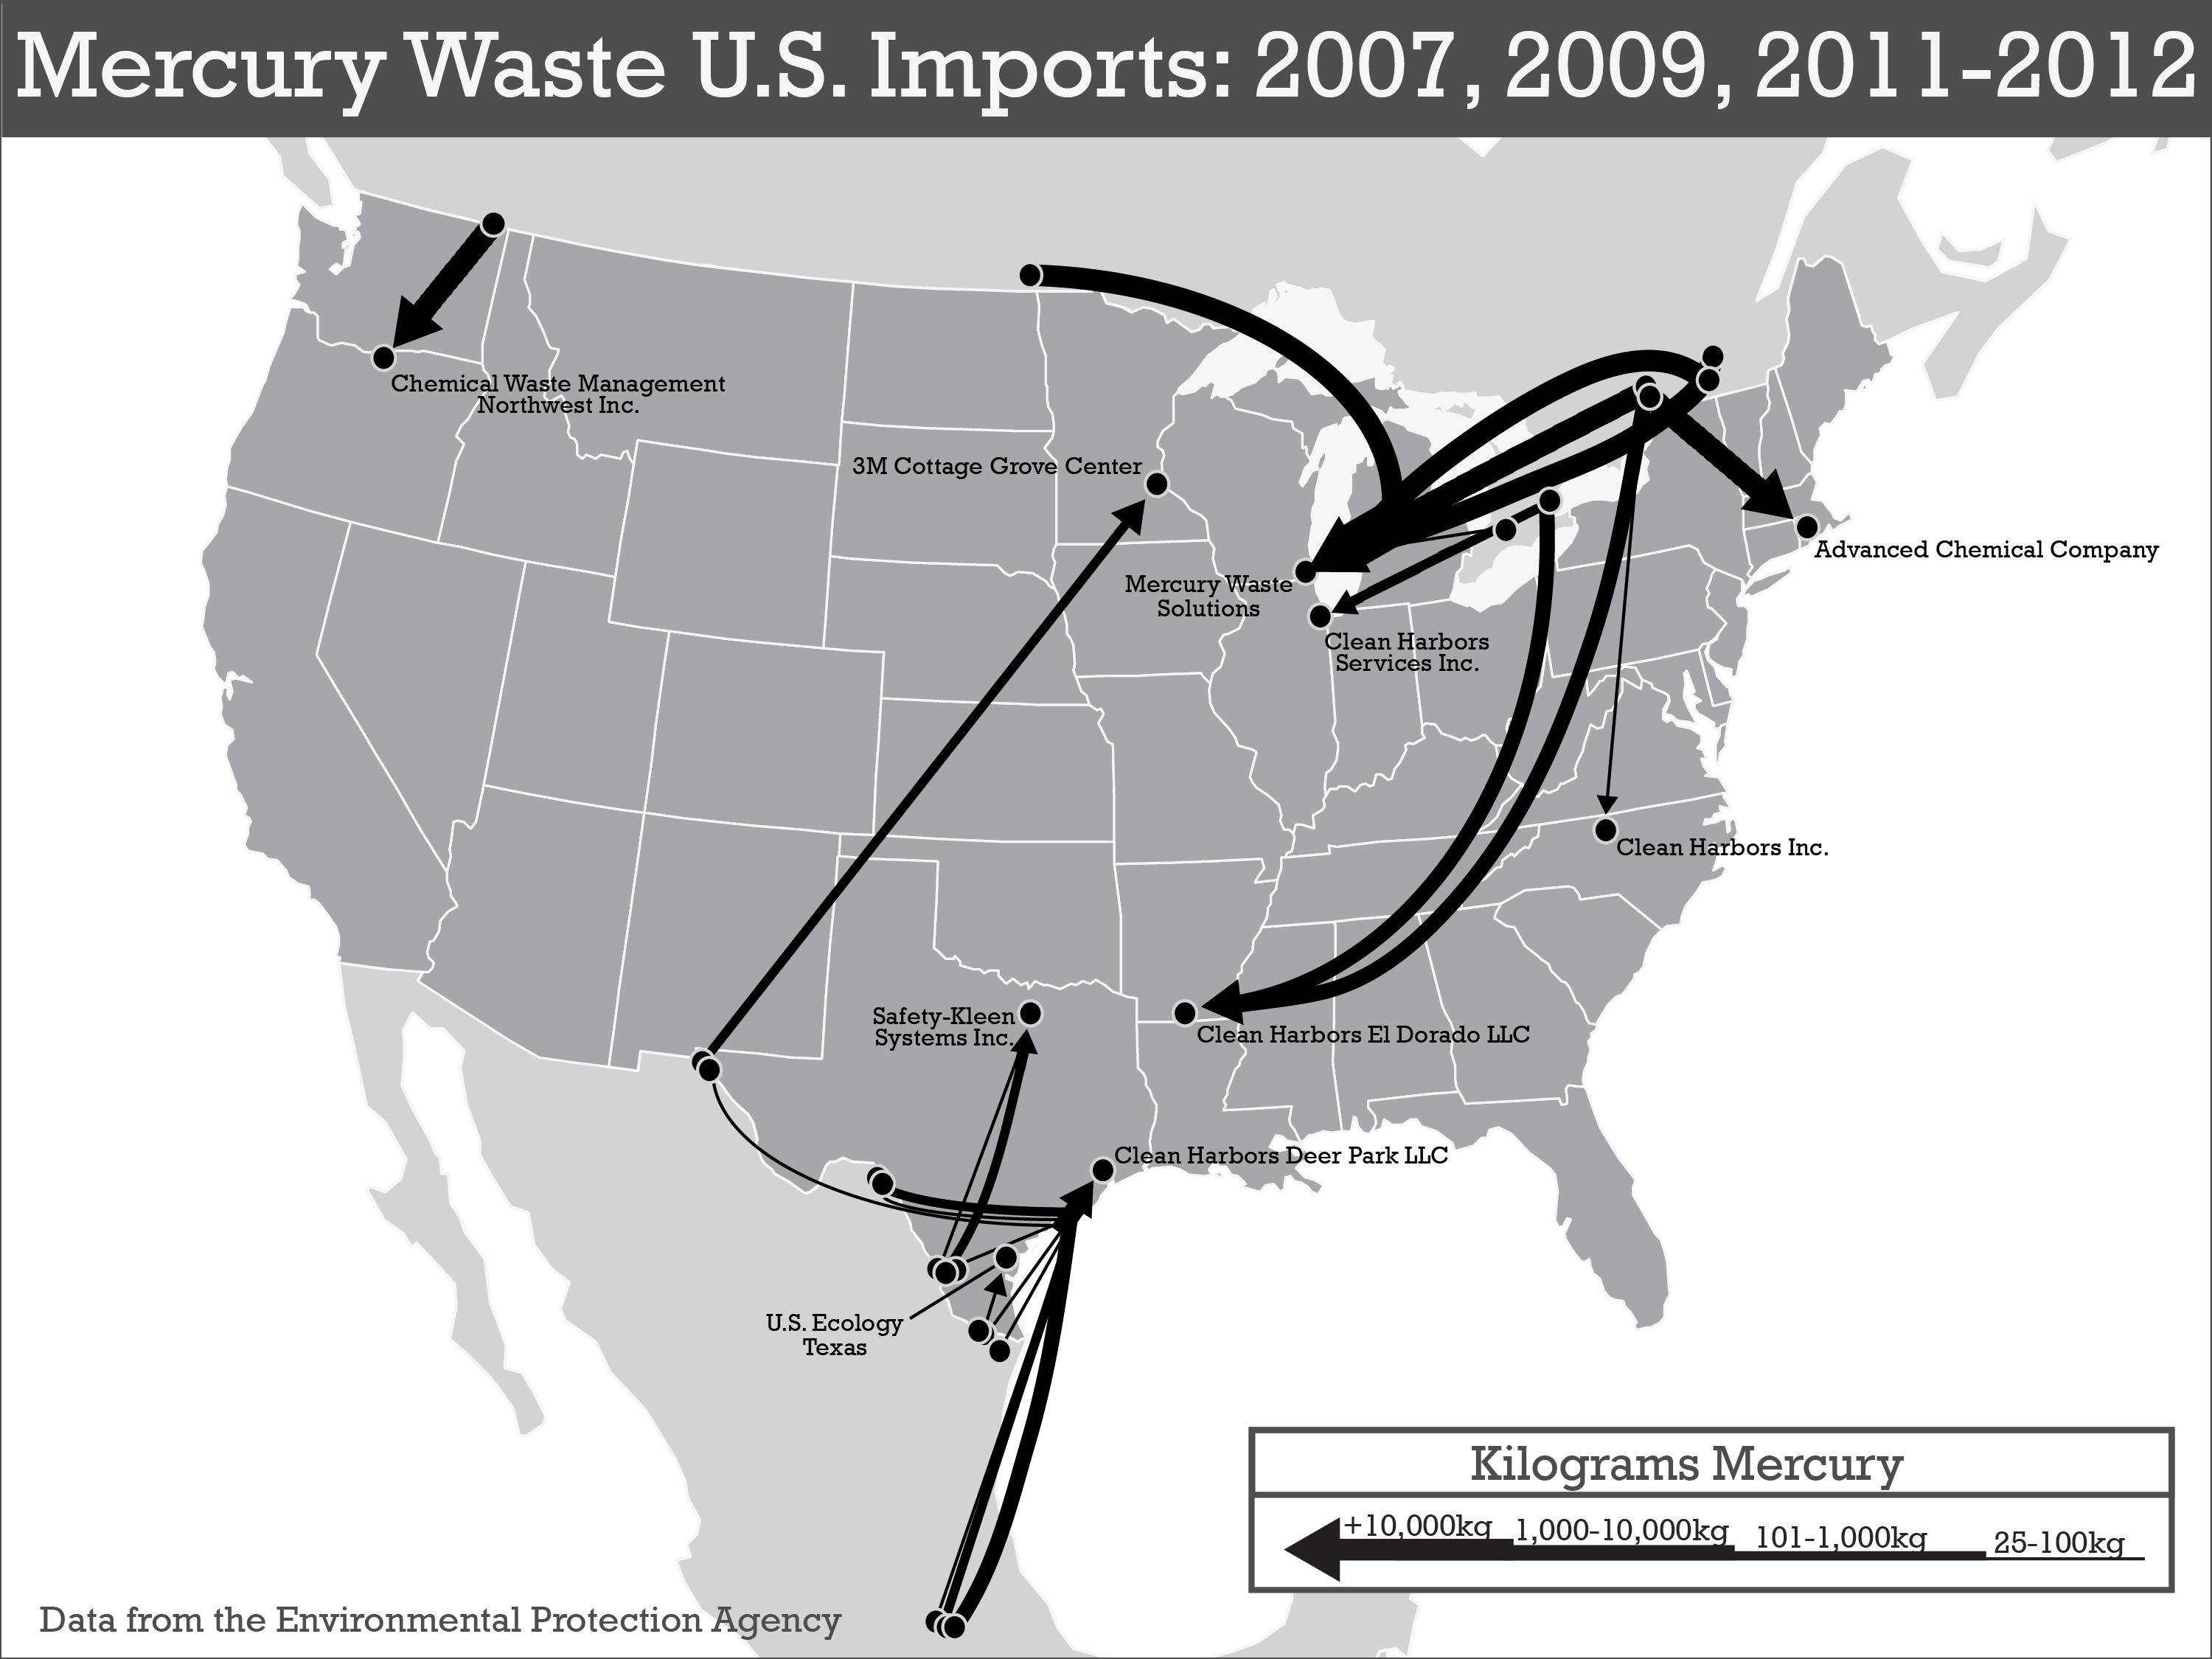 Mercury Waste U.S. Imports: 2007, 2009, 2011-2012
Chemical Waste Management
Northwest Inc.
3M Cottage Grove Center
Advanced Chemical Company
Mercury Waste
Solutions
Clean Harbors
Services Inc.
Clean Harbors Inc.
Safety-Kleen
Systems Inc.
Clean Harbors El Dorado LLC
Clean Harbors Deer Park LLC
U.S. Ecology
Texas
Kilograms Mercury
+10,000kg 1,000-10,000kg 101-1,000kg 25-100kg
Data from the Environmental Protection Agency